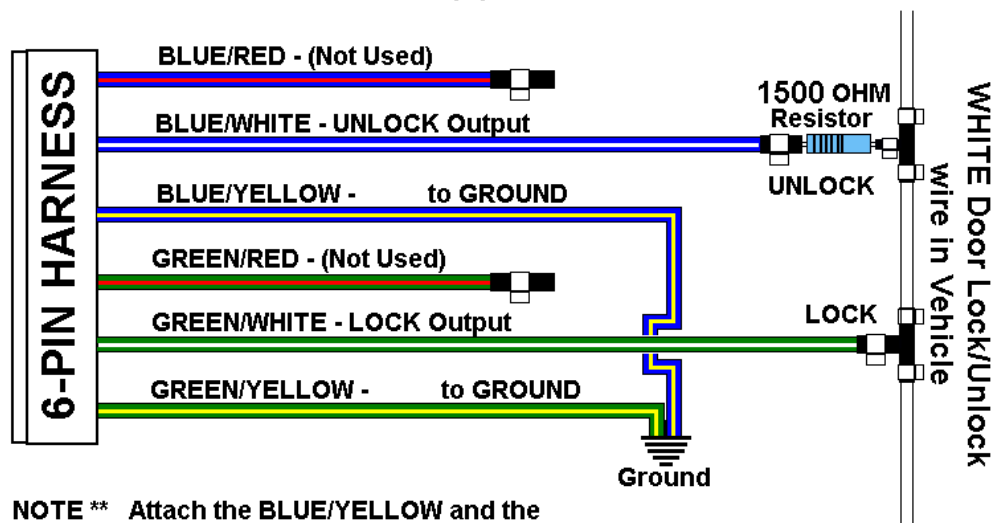 6-PIN HARNESS
BLUE/RED - (Not Used)
BLUE/WHITE - UNLOCK Output
1500 OHM
Resistor
UNLOCK
BLUE/YELLOW - to GROUND
GREEN/RED - (Not Used)
GREEN/WHITE - LOCK Output
LOCK
GREEN/YELLOW - to GROUND
Ground
WHITE Door Lock/Unlock
wire in Vehicle
NOTE ** Attach the BLUE/YELLOW and the